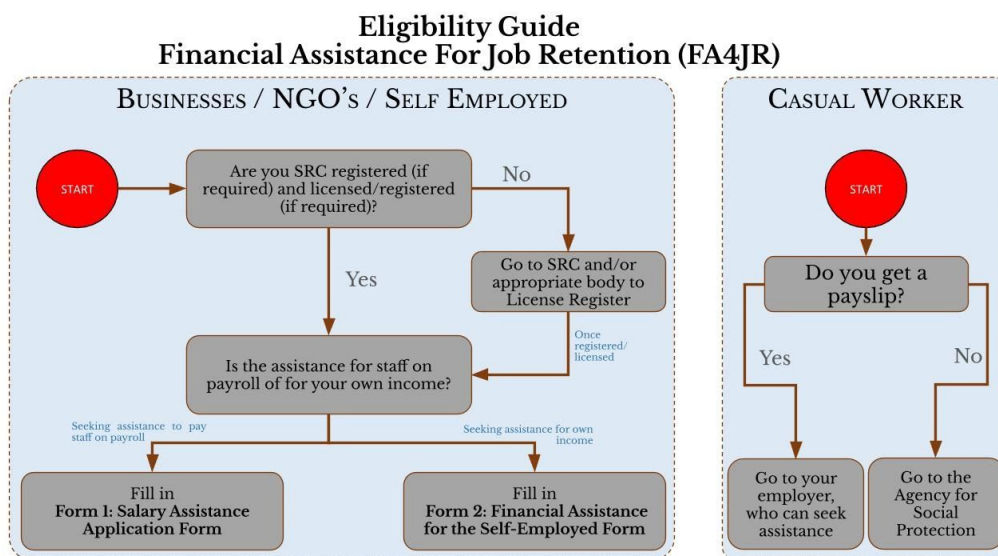 Eligibility Guide
Financial Assistance For Job Retention (FA4JR)
BUSINESSES / NGO'S / SELF EMPLOYED
START
Are you SRC registered (if
required) and licensed/registered
(if required)?
No
Yes
Go to SRC and/or
appropriate body to
License Register
Once
registered/
licensed
Is the assistance for staff on
payroll of for your own income?
Seeking assistance to pay
staff on payroll
Seeking assistance for own
income
Fill in
Form 1: Salary Assistance
Application Form
Fill in
Form 2: Financial Assistance
for the Self-Employed Form
CASUAL WORKER
START
Do you get a
payslip?
Yes
No
Go to your
employer,
who can seek
assistance
Go to the
Agency for
Social
Protection